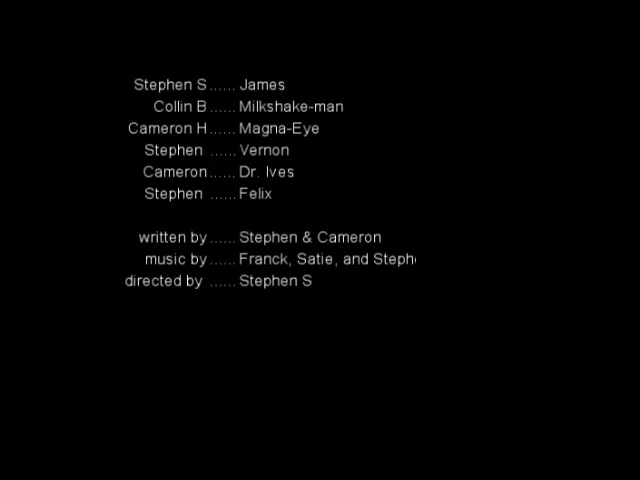 Stephen S ...... James
Collin B ...... Milkshake-man
Cameron H ...... Magna-Eye
Stephen ...... Vernon
Cameron ...... Dr. Ives
Stephen ...... Felix
written by ...... Stephen & Cameron
music by ...... Franck, Satie, and Steph
directed by ...... Stephen S